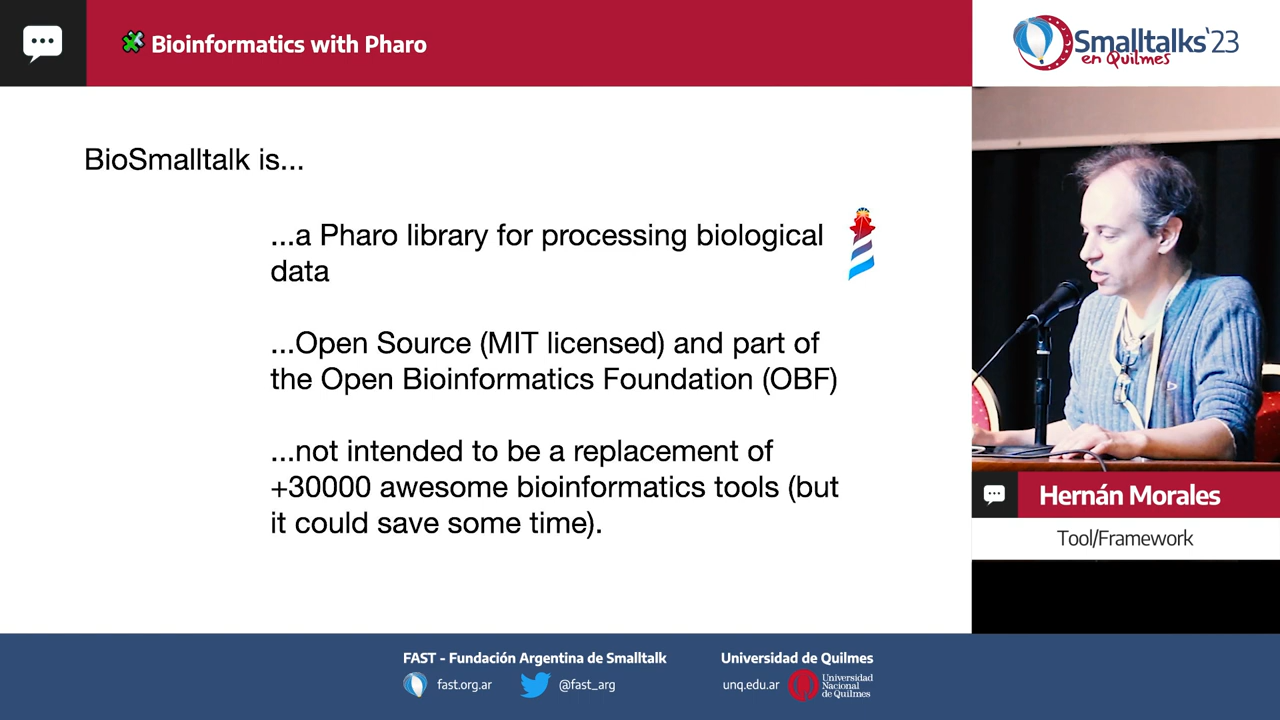 Bioinformatics with Pharo
Smalltalks'23
en Quilmes
BioSmalltalk is...
...a Pharo library for processing biological
data
...Open Source (MIT licensed) and part of
the Open Bioinformatics Foundation (OBF)
...not intended to be a replacement of
+30000 awesome bioinformatics tools (but
it could save some time).
Hernán Morales
Tool/Framework
FAST - Fundación Argentina de Smalltalk
fast.org.ar
@fast_arg
Universidad de Quilmes
unq.edu.ar
Universidad
Nacional
de Quilmes